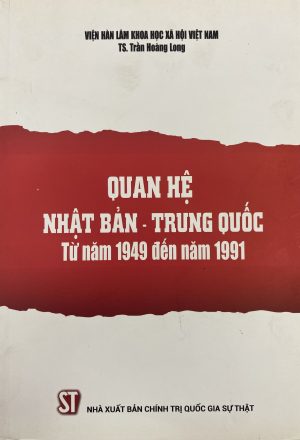 VIỆN HÀN LÂM KHOA HỌC XÃ HỘI VIỆT NAM
TS. Trần Hoàng Long
QUAN HỆ
NHẬT BẢN - TRUNG QUỐC
Từ năm 1949 đến năm 1991
ST
NHÀ XUẤT BẢN CHÍNH TRỊ QUỐC GIA SỰ THẬT